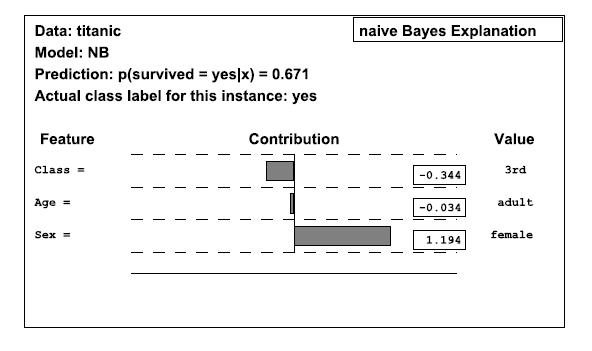 Data: titanic
naive Bayes Explanation
Model: NB
Prediction: p(survived = yes|x) = 0.671
Actual class label for this instance: yes
Feature Contribution Value
Class = -0.344 3rd
Age = -0.034 adult
Sex = 1.194 female